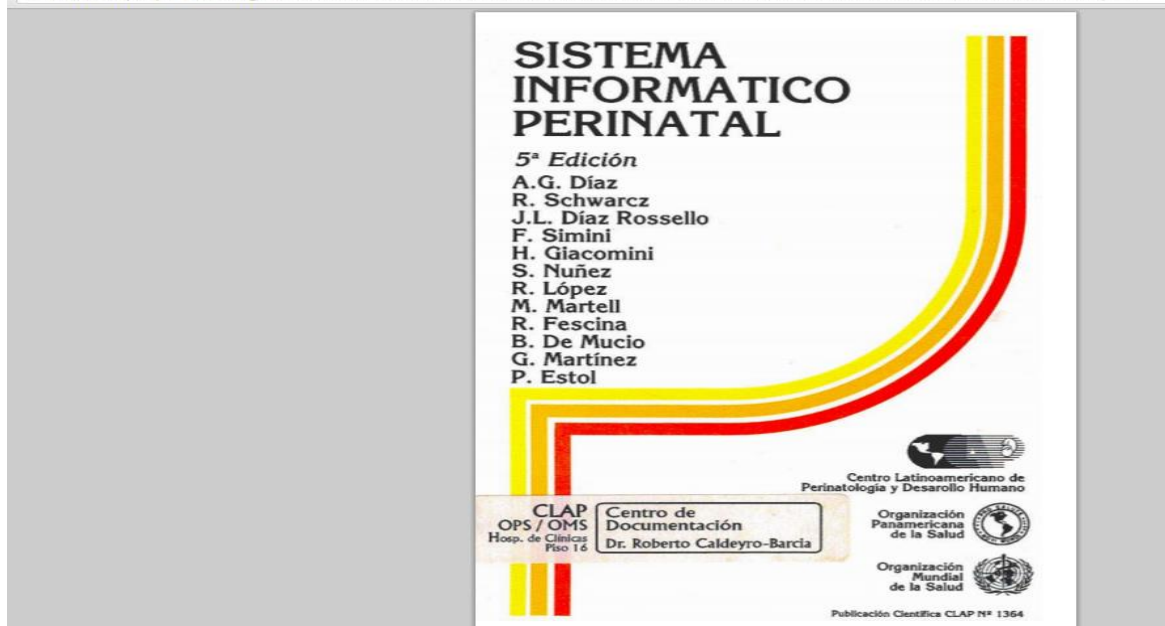 SISTEMA
INFORMATICO
PERINATAL
5ª Edición
A.G. Díaz
R. Schwarcz
J.L. Díaz Rossello
F. Simini
H. Giacomini
S. Nuñez
R. López
M. Martell
R. Fescina
B. De Mucio
G. Martínez
P. Estol
Centro Latinoamericano de
Perinatología y Desarollo Humano
CLAP
OPS / OMS
Hosp. de Clínicas
Piso 16
Centro de
Documentación
Dr. Roberto Caldeyro-Barcia
Organización
Panamericana
de la Salud
Organización
Mundial
de la Salud
Publicación Científica CLAP Nº 1364